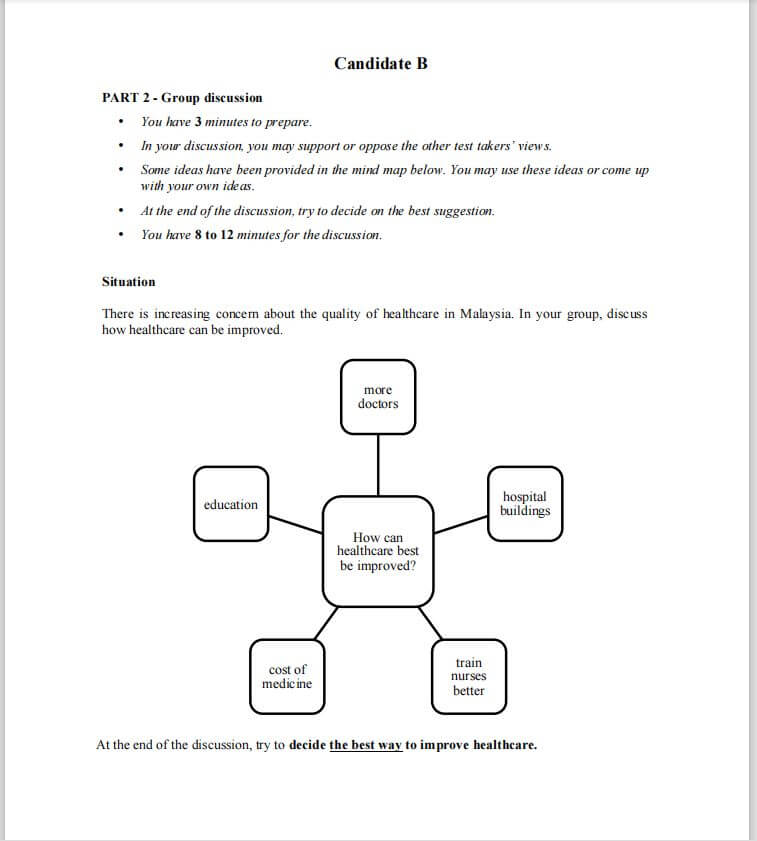 Candidate B
PART 2 - Group discussion
• You have 3 minutes to prepare.
• In your discussion, you may support or oppose the other test takers' views.
• Some ideas have been provided in the mind map below. You may use these ideas or come up
with your own ideas.
• At the end of the discussion, try to decide on the best suggestion.
• You have 8 to 12 minutes for the discussion.
Situation
There is increasing concern about the quality of healthcare in Malaysia. In your group, discuss
how healthcare can be improved.
more
doctors
education
hospital
buildings
How can
healthcare best
be improved?
cost of
medicine
train
nurses
better
At the end of the discussion, try to decide the best way to improve healthcare.